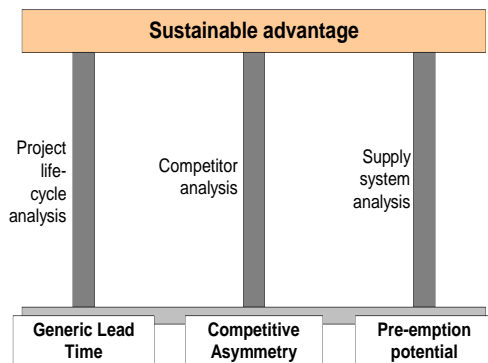 Sustainable advantage
Project
life-
cycle
analysis
Competitor
analysis
Supply
system
analysis
Generic Lead
Time
Competitive
Asymmetry
Pre-emption
potential